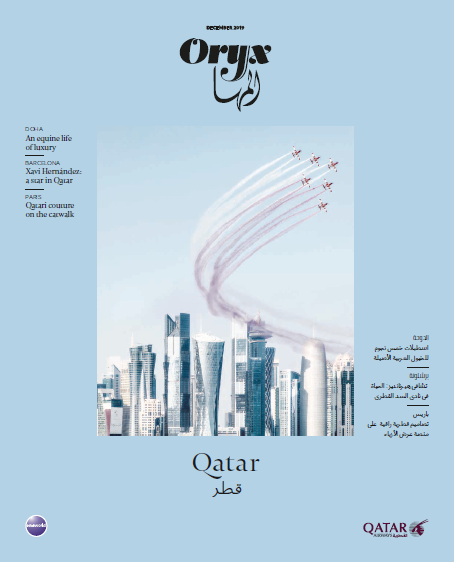 DECEMBER 2019
Oryx
المها
DOHA
An equine life
of luxury
BARCELONA
Xavi Hernández:
a star in Qatar
PARIS
Qatari couture
on the catwalk
الدوحة
اسطبلات خمس نجوم
للخيول العربية الأصيلة
برشلونة
تشافي هيرنانديز: الحياة
في نادي السد القطري
باريس
تصاميم قطرية راقية على
منصة عرض الأزياء
Qatar
قطر
oneworld
QATAR
AIRWAYS القطرية